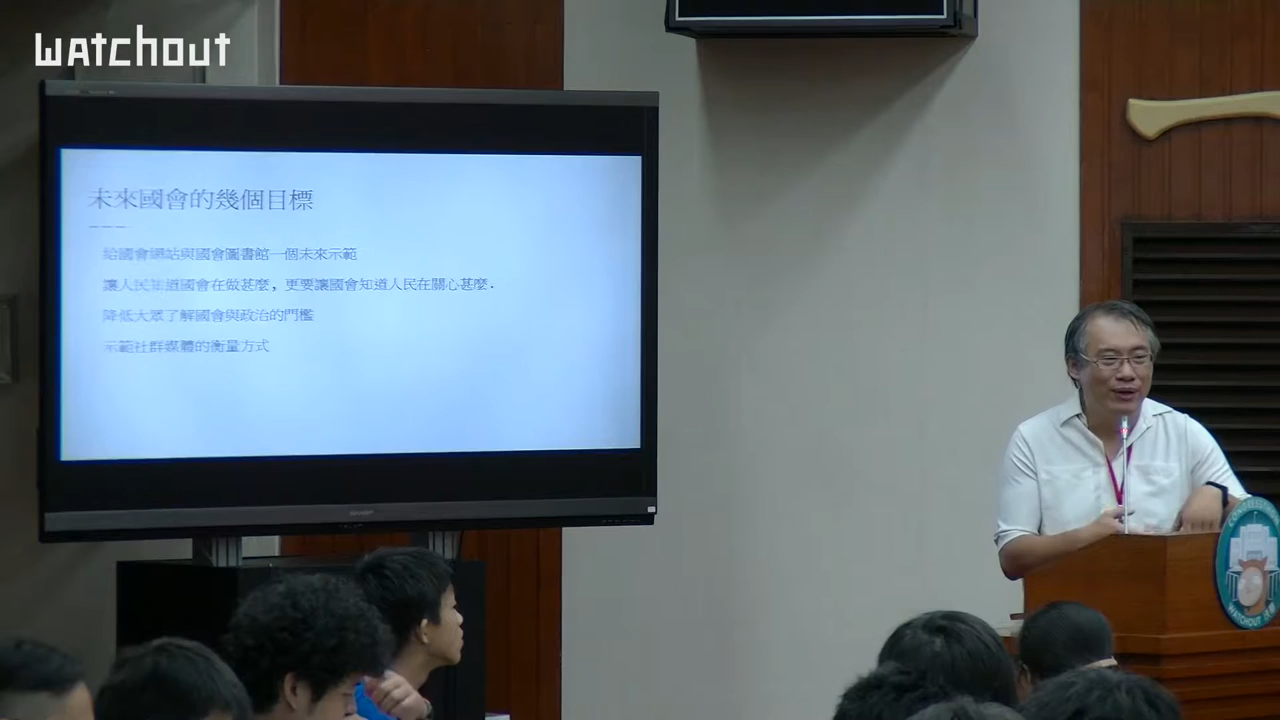 WATCHOUT
未來國會的幾個目標
給國會網站與國會圖書館一個未來示範
讓人民知道國會在做甚麼，更要讓國會知道人民在關心甚麼.
降低大眾了解國會與政治的門檻
示範社群媒體的衡量方式
SHARP
WATCHOUT